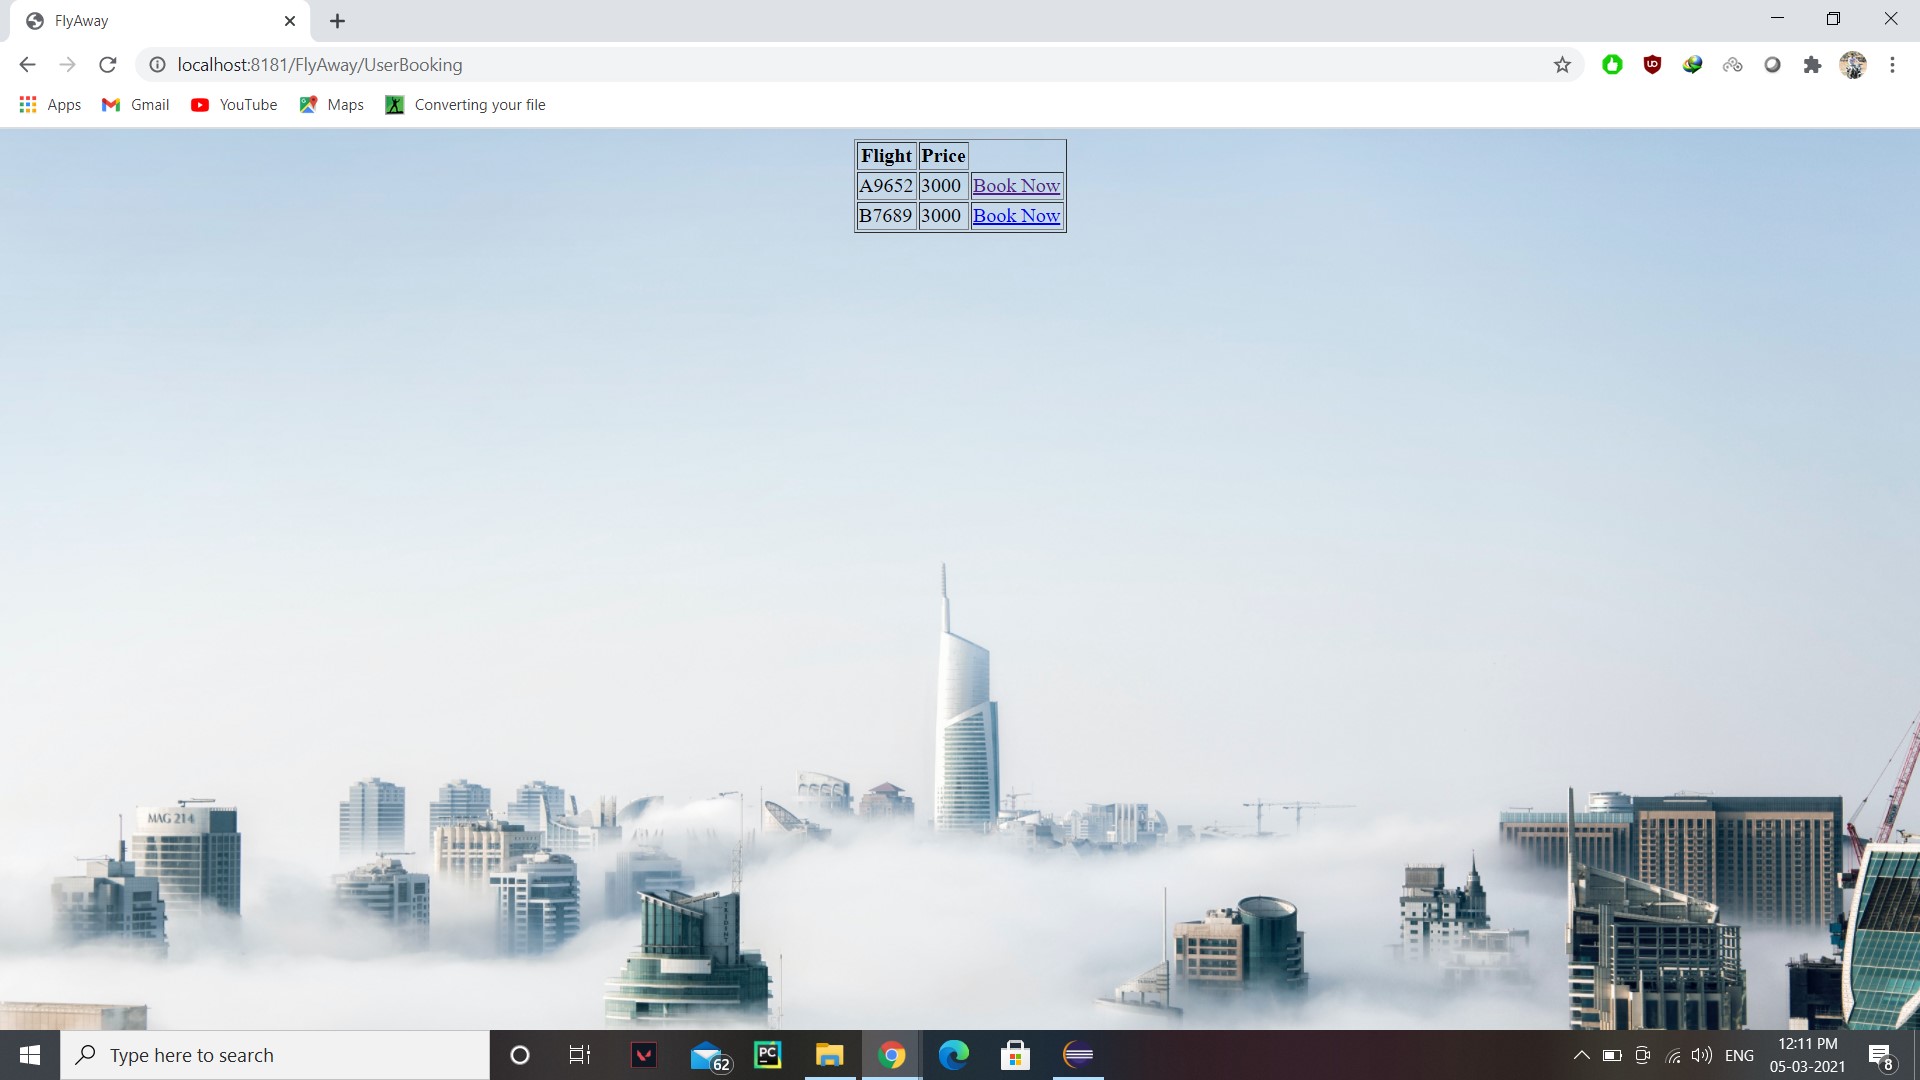 FlyAway
localhost:8181/FlyAway/UserBooking
Apps Gmail YouTube Maps Converting your file
Flight Price
A9652 3000 Book Now
B7689 3000 Book Now
MAG 214
TRIDENT
Type here to search
PC
62
ENG
12:11 PM
05-03-2021
8